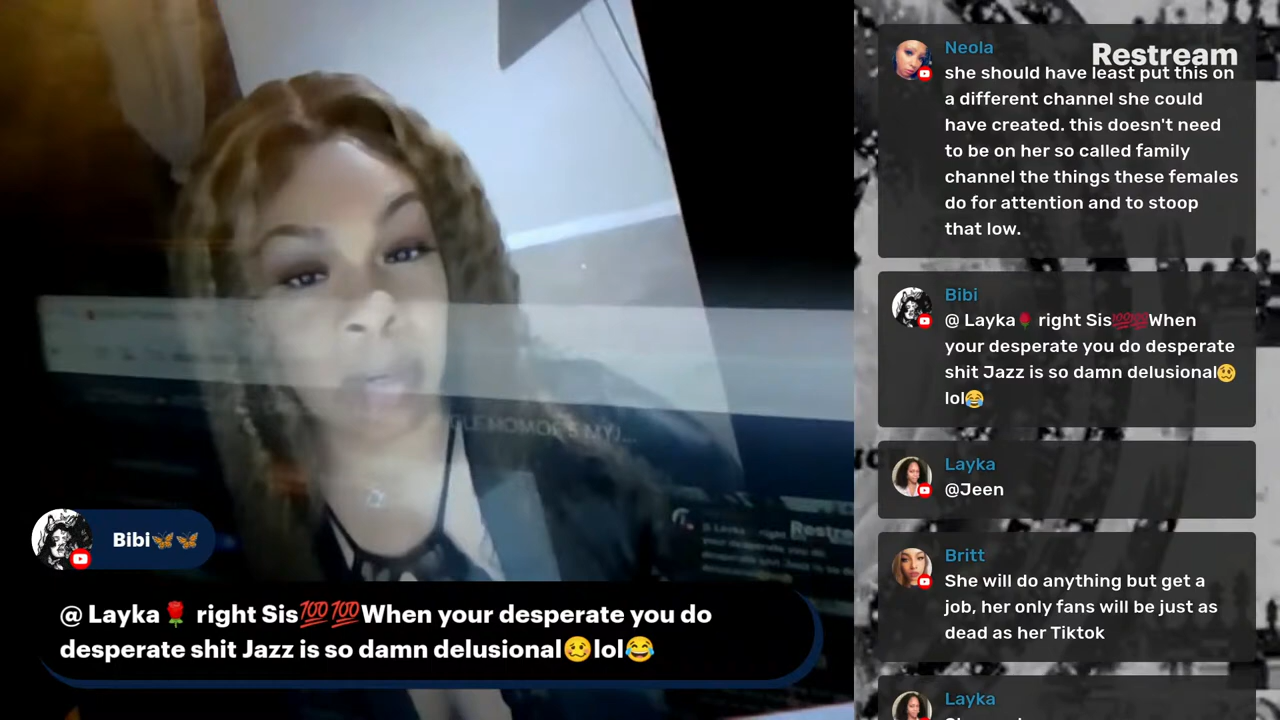 Neola
Restream
she should have least put this on
a different channel she could
have created. this doesn't need
to be on her so called family
channel the things these females
do for attention and to stoop
that low.
Bibi
@ Layka🌹 right Sis💯💯When
your desperate you do desperate
shit Jazz is so damn delusional🥴
lol😂
Layka
@Jeen
Britt
She will do anything but get a
job, her only fans will be just as
dead as her Tiktok
Layka
MOM OF 5 MY J...
Bibi🦋🦋
@ Layka🌹 right Sis💯💯When your desperate you do
desperate shit Jazz is so damn delusional🥴lol😂